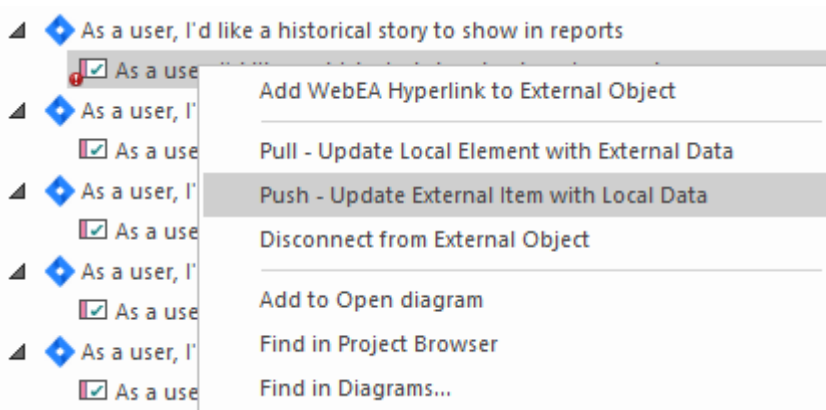 As a user, I'd like a historical story to show in reports
As a use
Add WebEA Hyperlink to External Object
As a user, I'
As a use
Pull - Update Local Element with External Data
As a user, I'
Push - Update External Item with Local Data
As a use
Disconnect from External Object
As a user, I'
As a use
Add to Open diagram
As a user, I'
Find in Project Browser
As a use
Find in Diagrams...